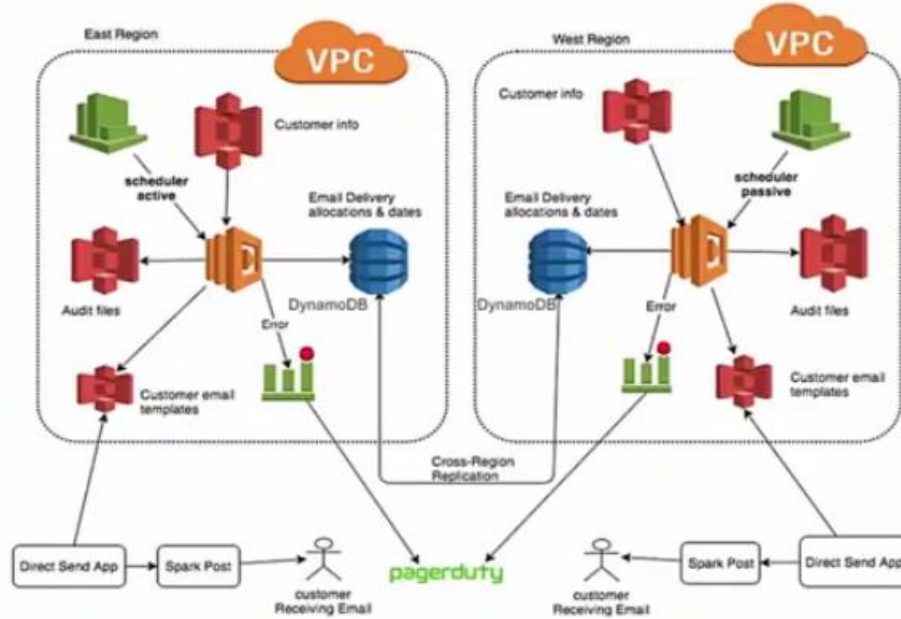 East Region
VPC
Customer info
scheduler
active
Email Delivery
allocations & dates
Audit files
DynamoDB
Error
Customer email
templates
West Region
VPC
Customer info
scheduler
passive
Email Delivery
allocations & dates
DynamoDB
Error
Audit files
Customer email
templates
Cross-Region
Replication
Direct Send App
Spark Post
customer
Receiving Email
pagerduty
customer
Receiving Email
Spark Post
Direct Send App